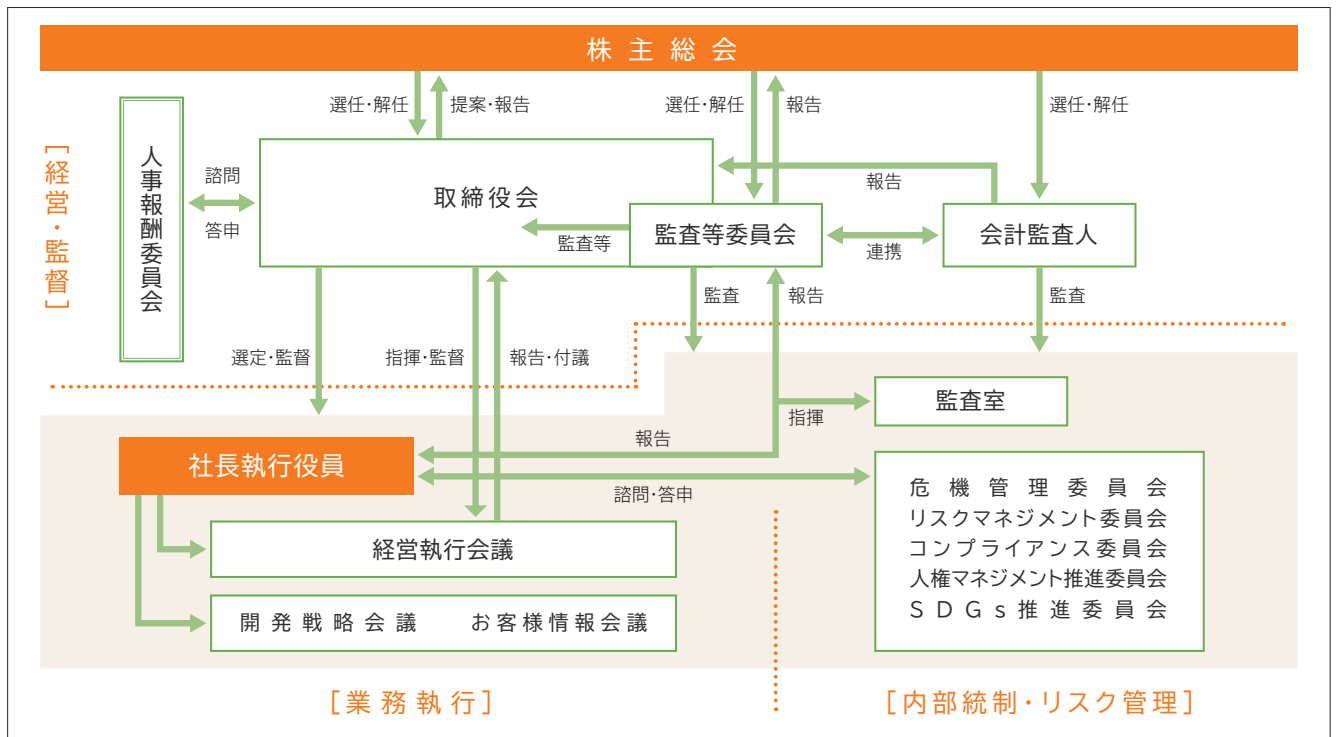 株主総会
選任・解任
提案・報告
選任・解任
報告
選任・解任
[経営・監督]
人事報酬委員会
諮問
答申
取締役会
報告
監査等
監査等委員会
連携
会計監査人
監査
報告
監査
選定・監督
指揮・監督
報告・付議
監査室
指揮
報告
社長執行役員
諮問・答申
危機管理委員会
リスクマネジメント委員会
コンプライアンス委員会
人権マネジメント推進委員会
SDGs推進委員会
経営執行会議
開発戦略会議 お客様情報会議
[業務執行]
[内部統制・リスク管理]